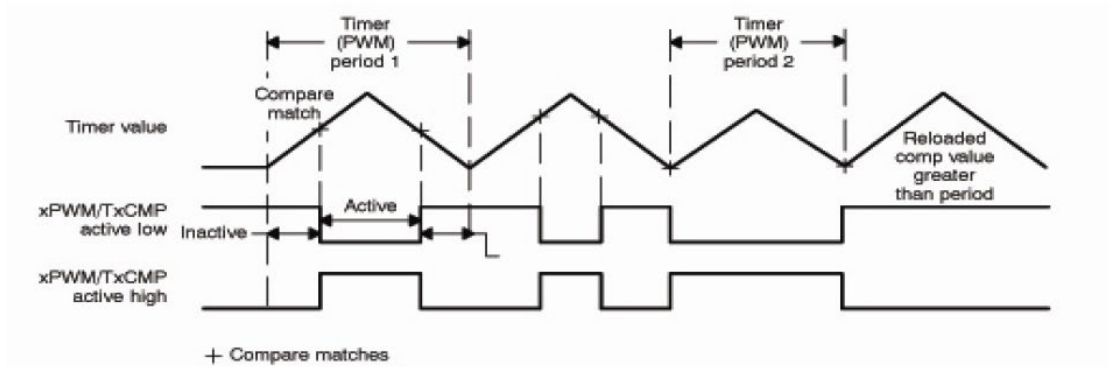 Timer
(PWM)
period 1
Timer
(PWM)
period 2
Compare
match
Timer value
Reloaded
comp value
greater
than period
xPWM/TxCMP
active low
Inactive
Active
xPWM/TxCMP
active high
+ Compare matches